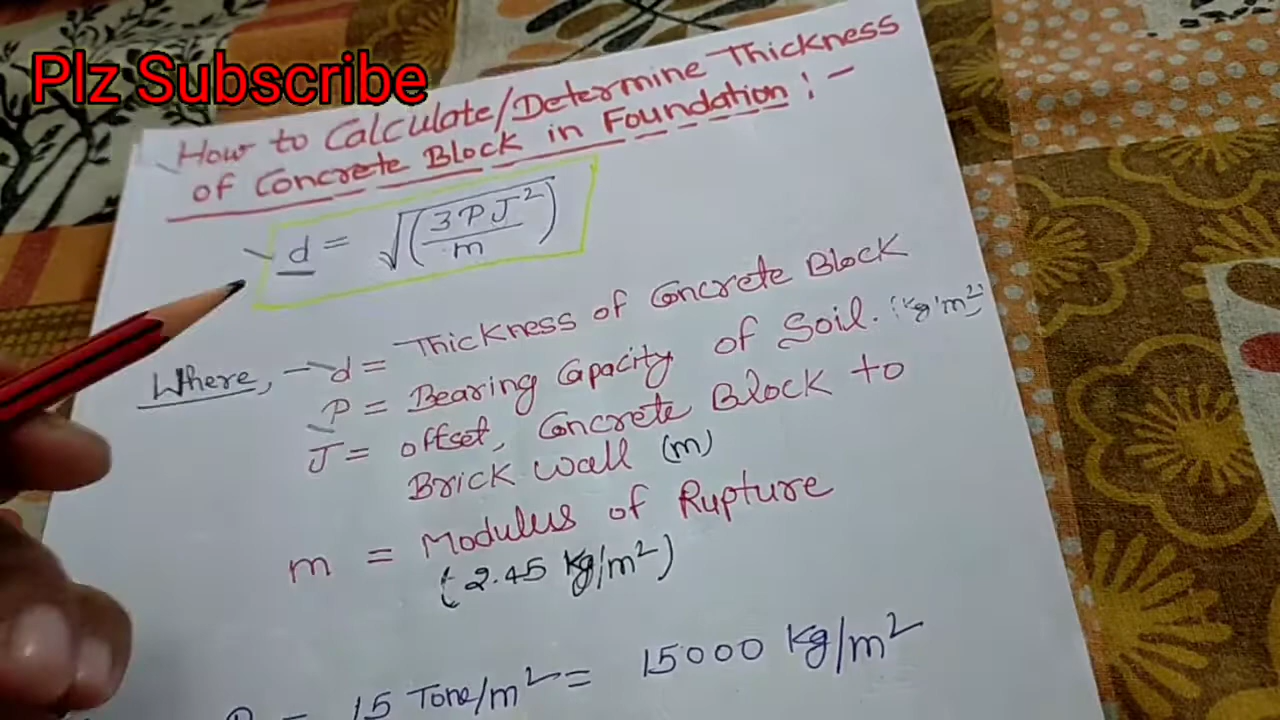 Plz Subscribe
How to Calculate/Determine Thickness
of Concrete Block in Foundation :-
d = √(3PJ²/m)
Where, - d = Thickness of Concrete Block
P = Bearing Capacity of Soil. (kg/m²)
J = offset, Concrete Block to
Brick Wall (m)
m = Modulus of Rupture
(2.45 kg/m²)
P = 15 Tone/m² = 15000 kg/m²